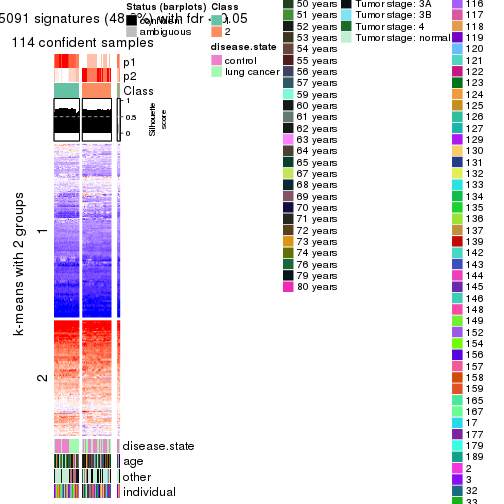 5091 signatures (48 with fdr < 0.05
114 confident samples
p1
p2
Class
1
0.5
0
Silhouette
score
k-means with 2 groups
1
2
disease.state
age
other
individual
Status (barplots)
confident
ambiguous
Class
2
disease.state
control
lung cancer
50 years
51 years
52 years
53 years
54 years
55 years
56 years
57 years
59 years
60 years
61 years
62 years
63 years
64 years
65 years
67 years
68 years
69 years
70 years
71 years
72 years
73 years
74 years
76 years
79 years
80 years
Tumor stage: 3A
Tumor stage: 3B
Tumor stage: 4
Tumor stage: normal
116
117
118
119
120
121
122
123
124
125
126
127
129
130
131
132
133
134
135
136
137
139
142
143
144
145
146
148
149
152
154
156
157
158
159
165
167
17
177
179
189
2
3
32
33